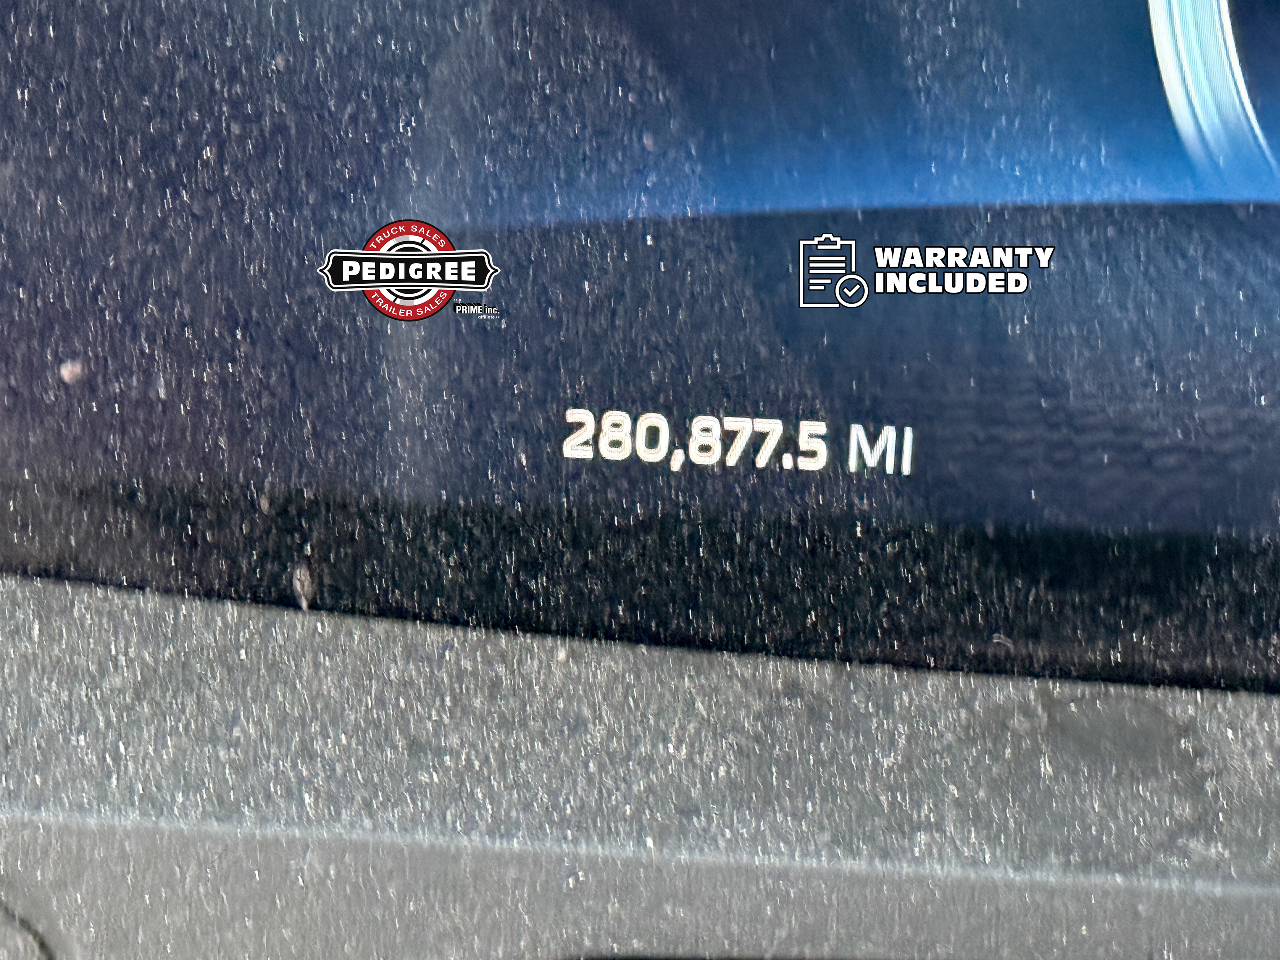 TRUCK SALES
PEDIGREE
TRAILER SALES
PRIME inc.
WARRANTY
INCLUDED
280,877.5 MI